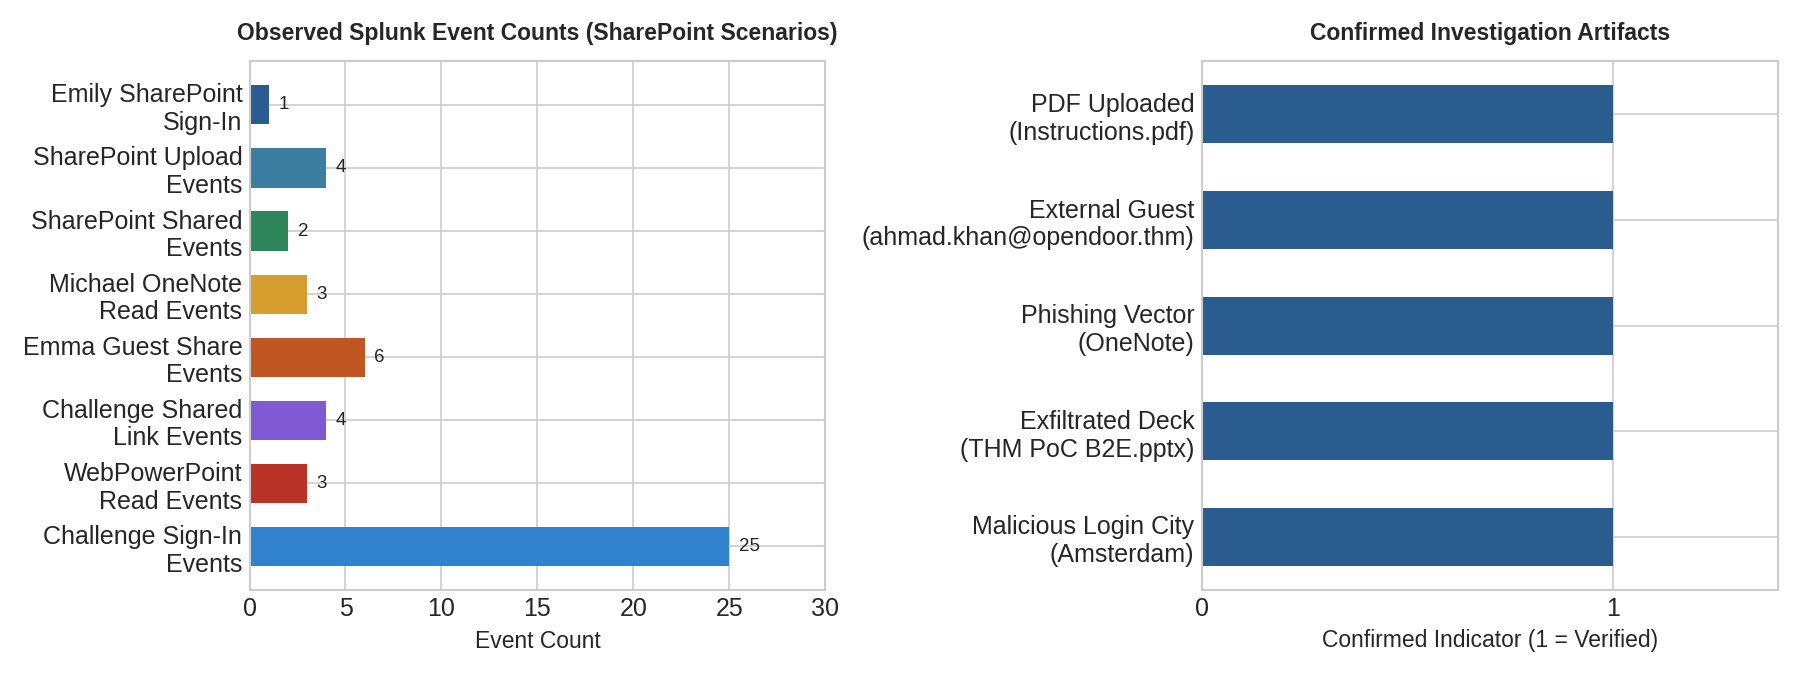 Observed Splunk Event Counts (SharePoint Scenarios)
Emily SharePoint
Sign-In
1
SharePoint Upload
Events
4
SharePoint Shared
Events
2
Michael OneNote
Read Events
3
Emma Guest Share
Events
6
Challenge Shared
Link Events
4
WebPowerPoint
Read Events
3
Challenge Sign-In
Events
25
0 5 10 15 20 25 30
Event Count
Confirmed Investigation Artifacts
PDF Uploaded
(Instructions.pdf)
External Guest
(ahmad.khan@opendoor.thm)
Phishing Vector
(OneNote)
Exfiltrated Deck
(THM PoC B2E.pptx)
Malicious Login City
(Amsterdam)
0 1
Confirmed Indicator (1 = Verified)